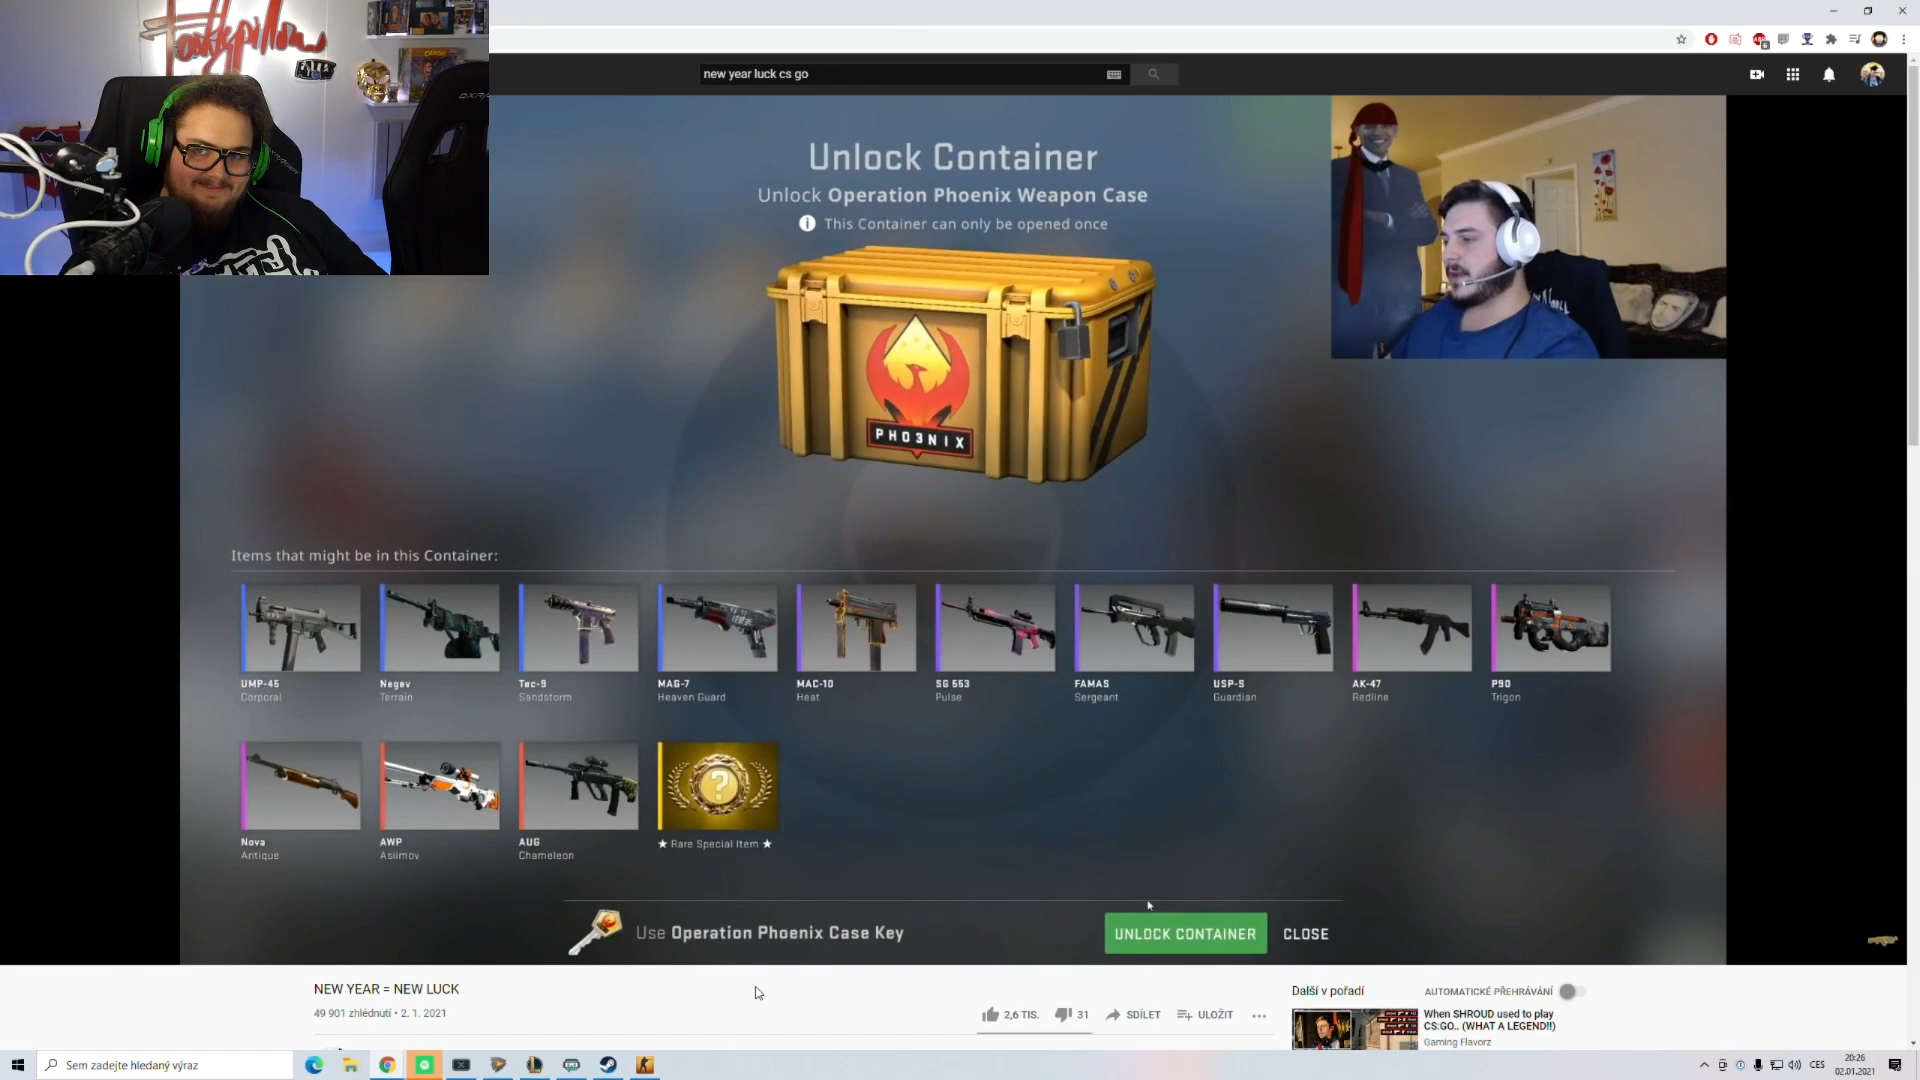 new year luck cs go
Unlock Container
Unlock Operation Phoenix Weapon Case
This Container can only be opened once
PHO3NIX
Items that might be in this Container:
UMP-45
Corporal
Negev
Terrain
Tec-9
Sandstorm
MAG-7
Heaven Guard
MAC-10
Heat
SG 553
Pulse
FAMAS
Sergeant
USP-S
Guardian
AK-47
Redline
P90
Trigon
Nova
Antique
AWP
Asiimov
AUG
Chameleon
★ Rare Special Item ★
Use Operation Phoenix Case Key
UNLOCK CONTAINER
CLOSE
NEW YEAR = NEW LUCK
49 901 zhlédnutí • 2. 1. 2021
2,6 TIS.
31
SDÍLET
ULOŽIT
Další v pořadí
AUTOMATICKÉ PŘEHRÁVÁNÍ
When SHROUD used to play
CS:GO.. (WHAT A LEGEND!!)
Gaming Flavorz
Sem zadejte hledaný výraz
CES
20:26
02.01.2021